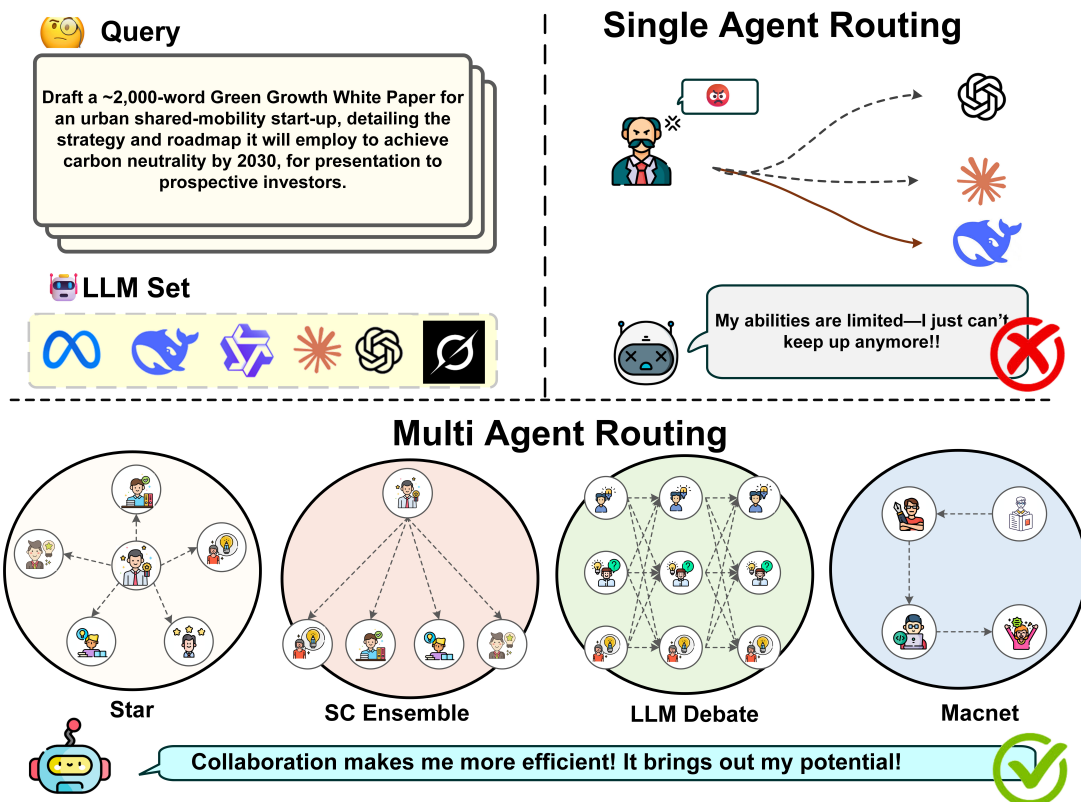 Query
Draft a ~2,000-word Green Growth White Paper for
an urban shared-mobility start-up, detailing the
strategy and roadmap it will employ to achieve
carbon neutrality by 2030, for presentation to
prospective investors.
LLM Set
Single Agent Routing
My abilities are limited—I just can't
keep up anymore!!
Multi Agent Routing
Star
SC Ensemble
LLM Debate
Macnet
Collaboration makes me more efficient! It brings out my potential!